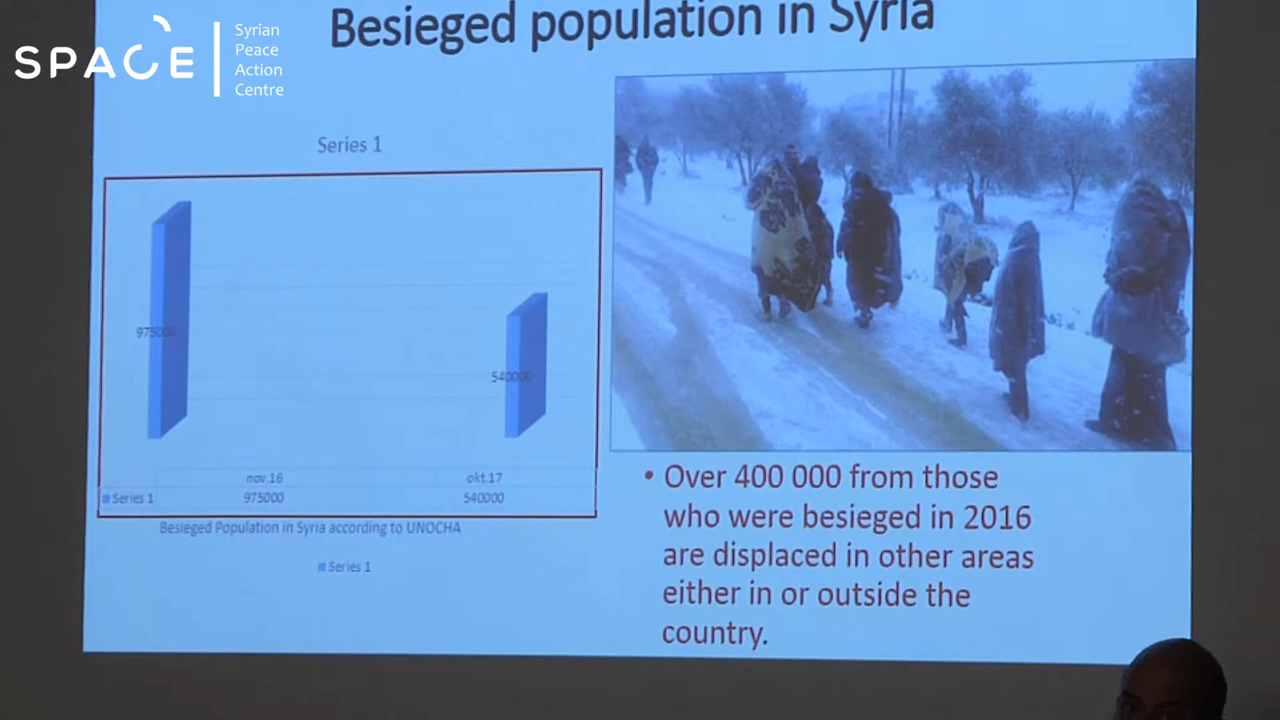 SPACE
Syrian
Peace
Action
Centre
Besieged population in Syria
Series 1
975000
540000
nov.16 okt.17
Series 1 975000 540000
Besieged Population in Syria according to UNOCHA
Series 1
• Over 400 000 from those
who were besieged in 2016
are displaced in other areas
either in or outside the
country.